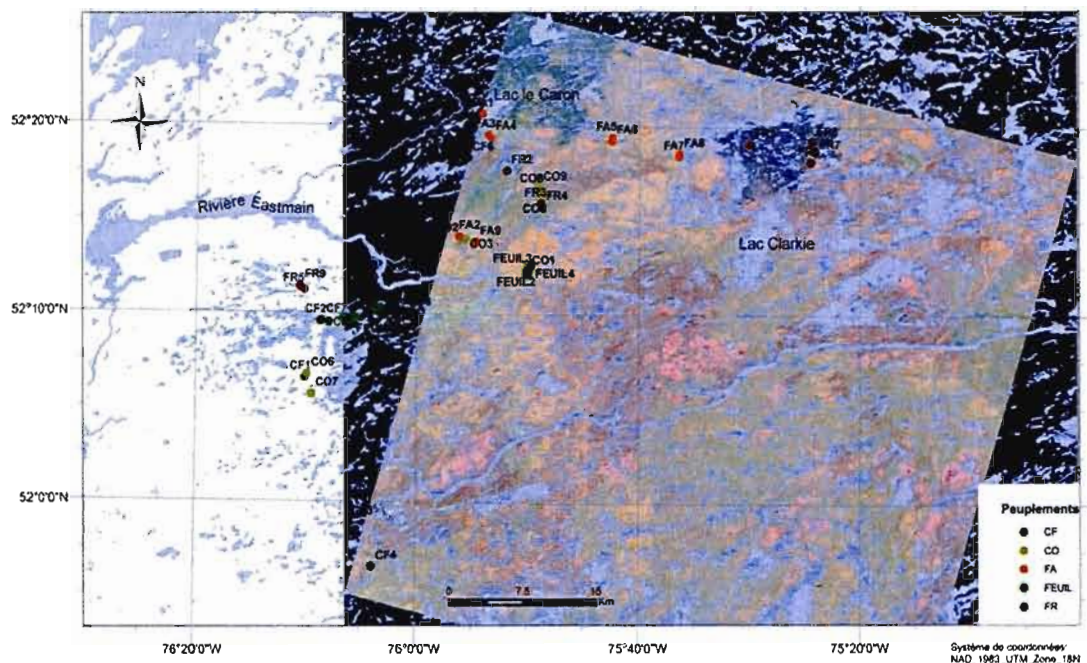 N
Lac le Caron
52°20'0"N
FA4
CF6
FA5 FA6
FA7 FA8
FR2
CO8 CO9
FR3 FR4
Rivière Éastmain
FA2 FA9
Lac Clarkie
FEUIL3 CO1
FEUIL4
FEUIL2
FR5 FR9
52°10'0"N
CF2
CF1 CO6
CO7
52°0'0"N
CF4
0 7.5 15
Km
Peuplements
CF
CO
FA
FEUIL
FR
76°20'0"W 76°0'0"W 75°40'0"W 75°20'0"W
Système de coordonnées
NAD 1983 UTM Zone 18N